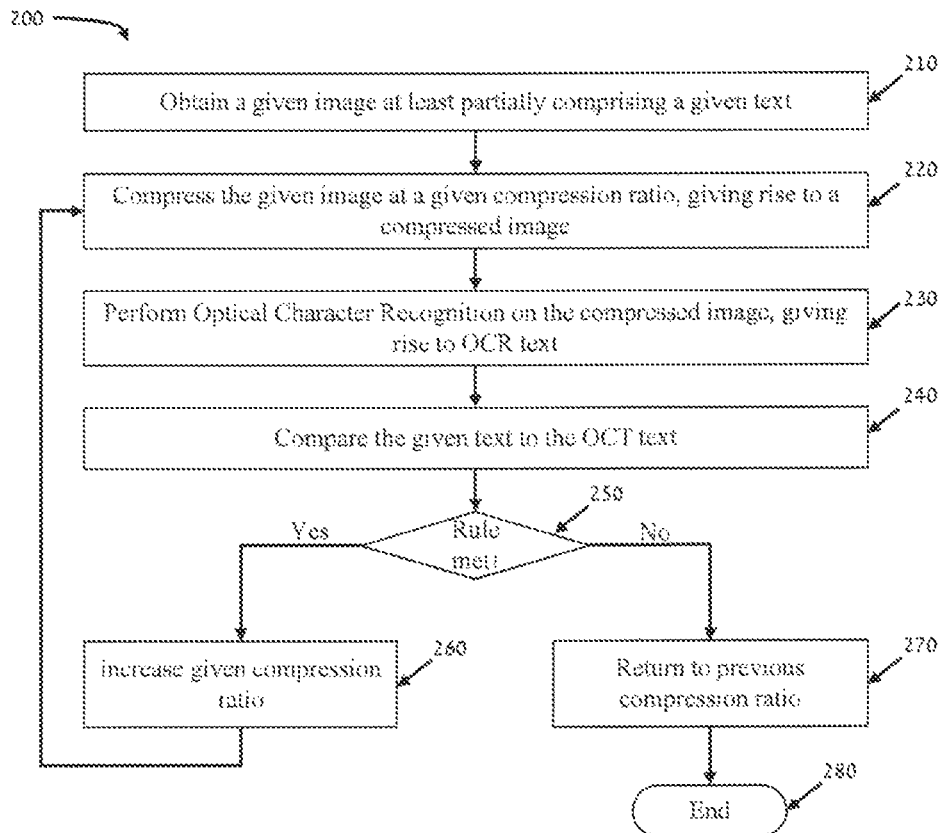 200
210
Obtain a given image at least partially comprising a given text
220
Compress the given image at a given compression ratio, giving rise to a
compressed image
230
Perform Optical Character Recognition on the compressed image, giving
rise to OCR text
240
Compare the given text to the OCT text
250
Yes
Rule
met?
No
260
increase given compression
ratio
270
Return to previous
compression ratio
280
End